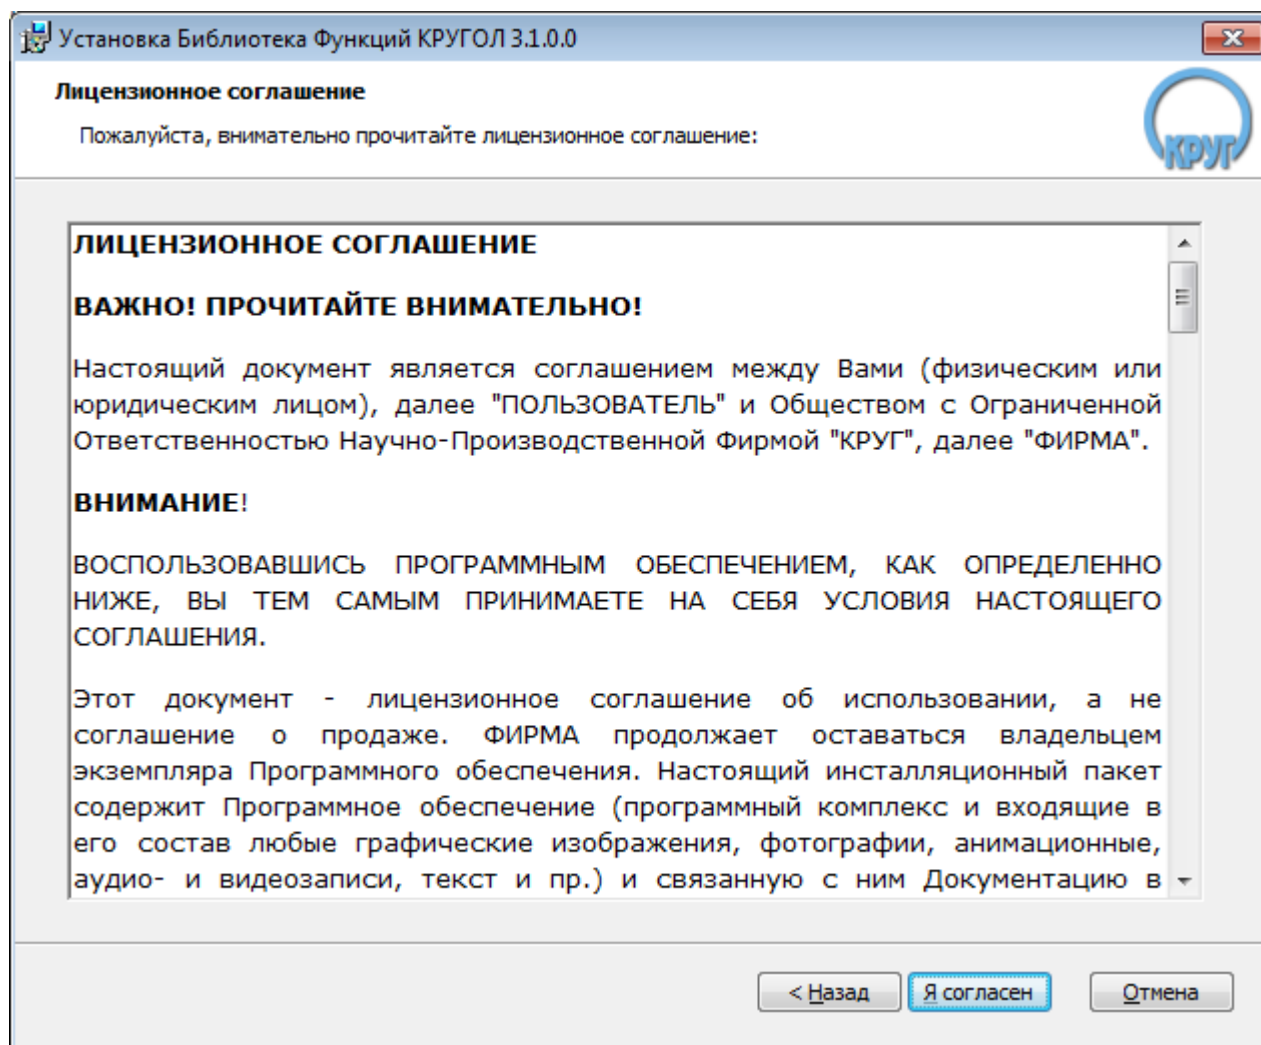 Установка Библиотека Функций КРУГОЛ 3.1.0.0
Лицензионное соглашение
Пожалуйста, внимательно прочитайте лицензионное соглашение:
КРУГ
ЛИЦЕНЗИОННОЕ СОГЛАШЕНИЕ
ВАЖНО! ПРОЧИТАЙТЕ ВНИМАТЕЛЬНО!
Настоящий документ является соглашением между Вами (физическим или
юридическим лицом), далее "ПОЛЬЗОВАТЕЛЬ" и Обществом с Ограниченной
Ответственностью Научно-Производственной Фирмой "КРУГ", далее "ФИРМА".
ВНИМАНИЕ!
ВОСПОЛЬЗОВАВШИСЬ ПРОГРАММНЫМ ОБЕСПЕЧЕНИЕМ, КАК ОПРЕДЕЛЕННО
НИЖЕ, ВЫ ТЕМ САМЫМ ПРИНИМАЕТЕ НА СЕБЯ УСЛОВИЯ НАСТОЯЩЕГО
СОГЛАШЕНИЯ.
Этот документ - лицензионное соглашение об использовании, а не
соглашение о продаже. ФИРМА продолжает оставаться владельцем
экземпляра Программного обеспечения. Настоящий инсталляционный пакет
содержит Программное обеспечение (программный комплекс и входящие в
его состав любые графические изображения, фотографии, анимационные,
аудио- и видеозаписи, текст и пр.) и связанную с ним Документацию в
< Назад
Я согласен
Отмена